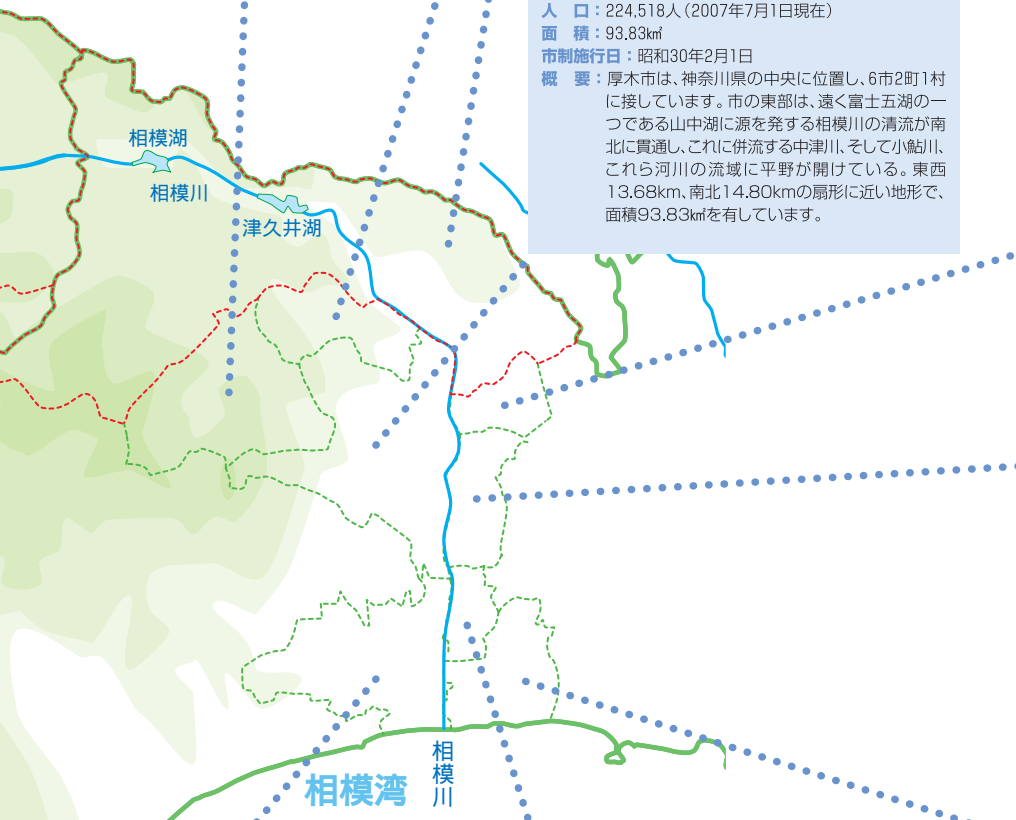 人　口：224,518人（2007年7月1日現在）
面　積：93.83㎢
市制施行日：昭和30年2月1日
概　要：厚木市は、神奈川県の中央に位置し、6市2町1村
に接しています。市の東部は、遠く富士五湖の一
つである山中湖に源を発する相模川の清流が南
北に貫通し、これに併流する中津川、そして小鮎川、
これら河川の流域に平野が開けている。東西
13.68km、南北14.80kmの扇形に近い地形で、
面積93.83㎢を有しています。
相模湖
相模川
津久井湖
相模川
相模湾